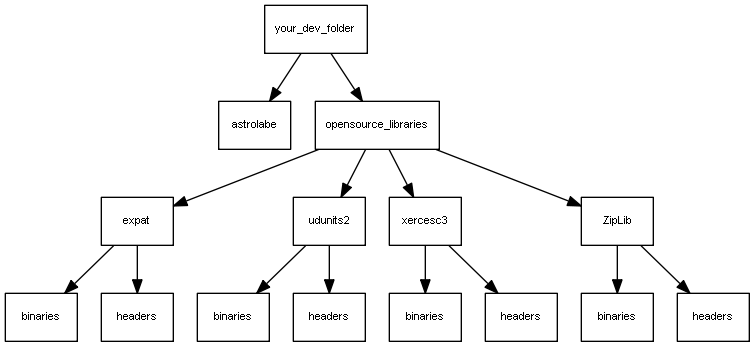 your_dev_folder
astrolabe
opensource_libraries
expat
udunits2
xercesc3
ZipLib
binaries
headers
binaries
headers
binaries
headers
binaries
headers